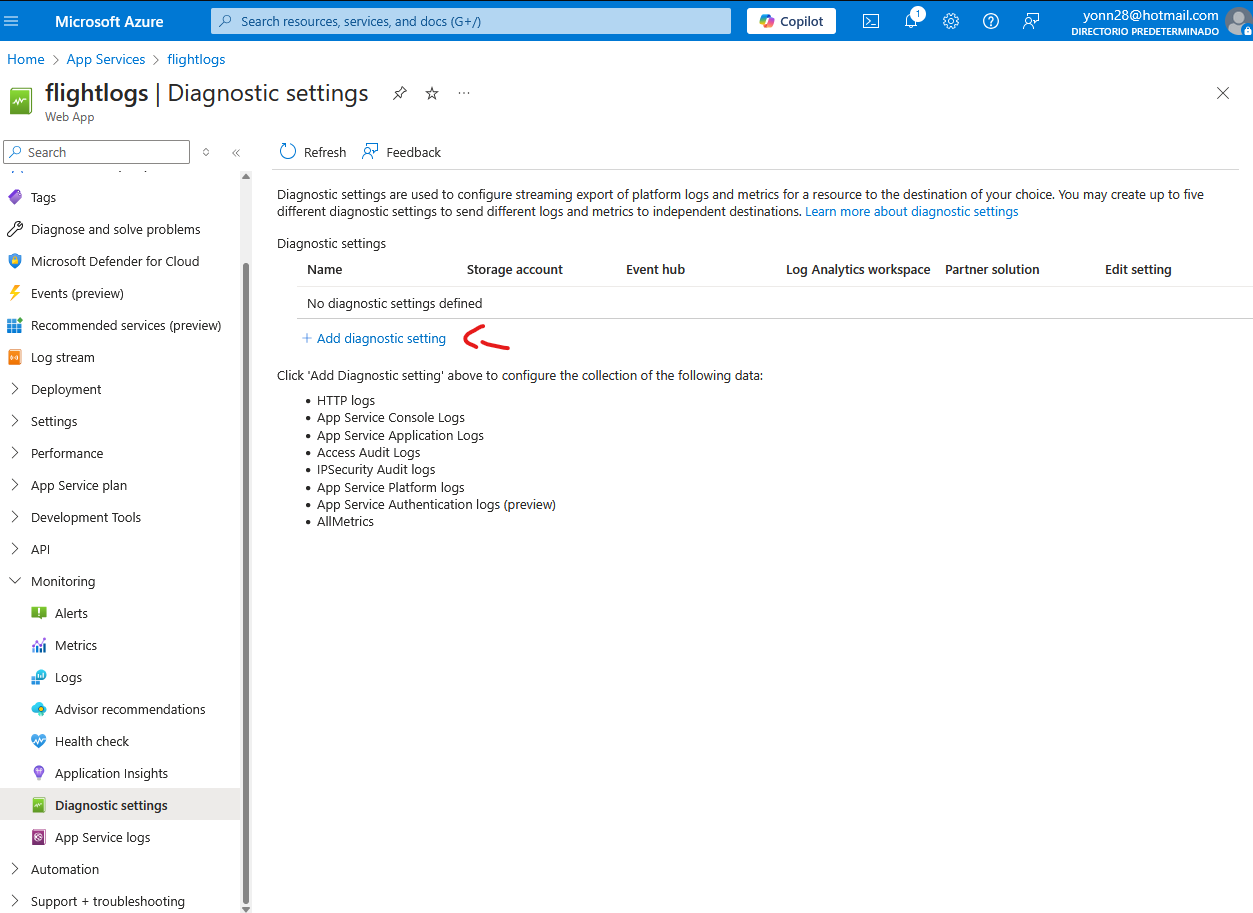 Microsoft Azure
Search resources, services, and docs (G+/)
Copilot
1
yonn28@hotmail.com
DIRECTORIO PREDETERMINADO
Home > App Services > flightlogs
flightlogs | Diagnostic settings
Web App
Search
Refresh
Feedback
Tags
Diagnose and solve problems
Microsoft Defender for Cloud
Events (preview)
Recommended services (preview)
Log stream
Deployment
Settings
Performance
App Service plan
Development Tools
API
Monitoring
Alerts
Metrics
Logs
Advisor recommendations
Health check
Application Insights
Diagnostic settings
App Service logs
Automation
Support + troubleshooting
Diagnostic settings are used to configure streaming export of platform logs and metrics for a resource to the destination of your choice. You may create up to five
different diagnostic settings to send different logs and metrics to independent destinations. Learn more about diagnostic settings
Diagnostic settings
Name Storage account Event hub Log Analytics workspace Partner solution Edit setting
No diagnostic settings defined
+ Add diagnostic setting
Click 'Add Diagnostic setting' above to configure the collection of the following data:
• HTTP logs
• App Service Console Logs
• App Service Application Logs
• Access Audit Logs
• IPSecurity Audit logs
• App Service Platform logs
• App Service Authentication logs (preview)
• AllMetrics